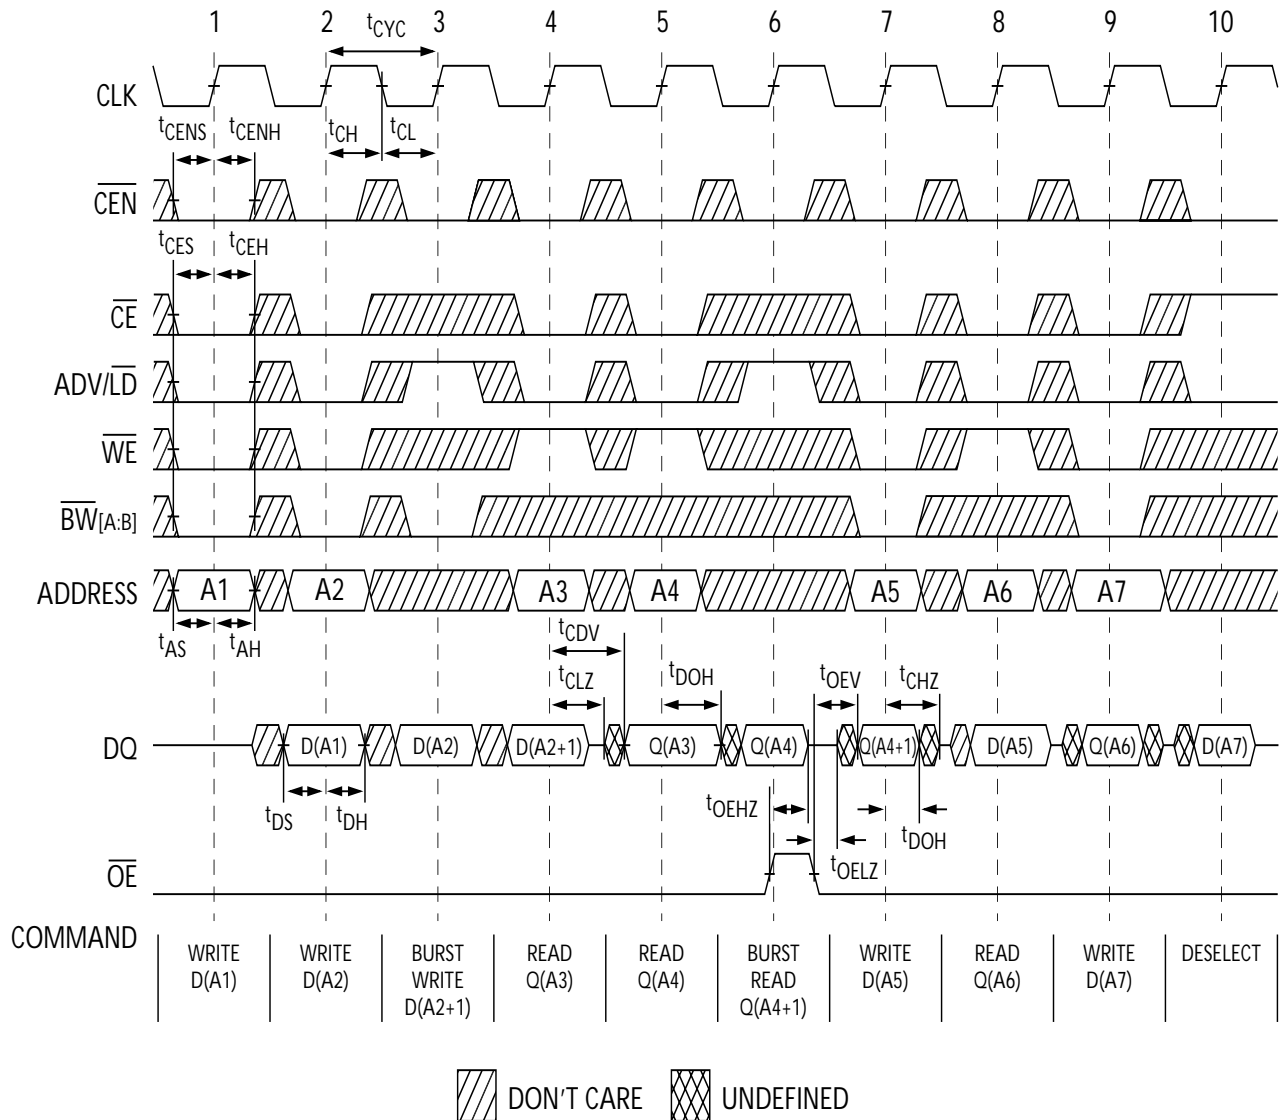 1 2 3 4 5 6 7 8 9 10
tCYC
CLK
tCENS tCENH tCH tCL
CEN
tCES tCEH
CE
ADV/LD
WE
BW[A:B]
ADDRESS A1 A2 A3 A4 A5 A6 A7
tAS tAH tCDV
tCLZ tDOH tOEV tCHZ
DQ D(A1) D(A2) D(A2+1) Q(A3) Q(A4) Q(A4+1) D(A5) Q(A6) D(A7)
tDS tDH tOEHZ tDOH
tOELZ
OE
COMMAND
WRITE WRITE BURST READ READ BURST WRITE READ WRITE DESELECT
D(A1) D(A2) WRITE Q(A3) Q(A4) READ D(A5) Q(A6) D(A7)
D(A2+1) Q(A4+1)
DON'T CARE UNDEFINED